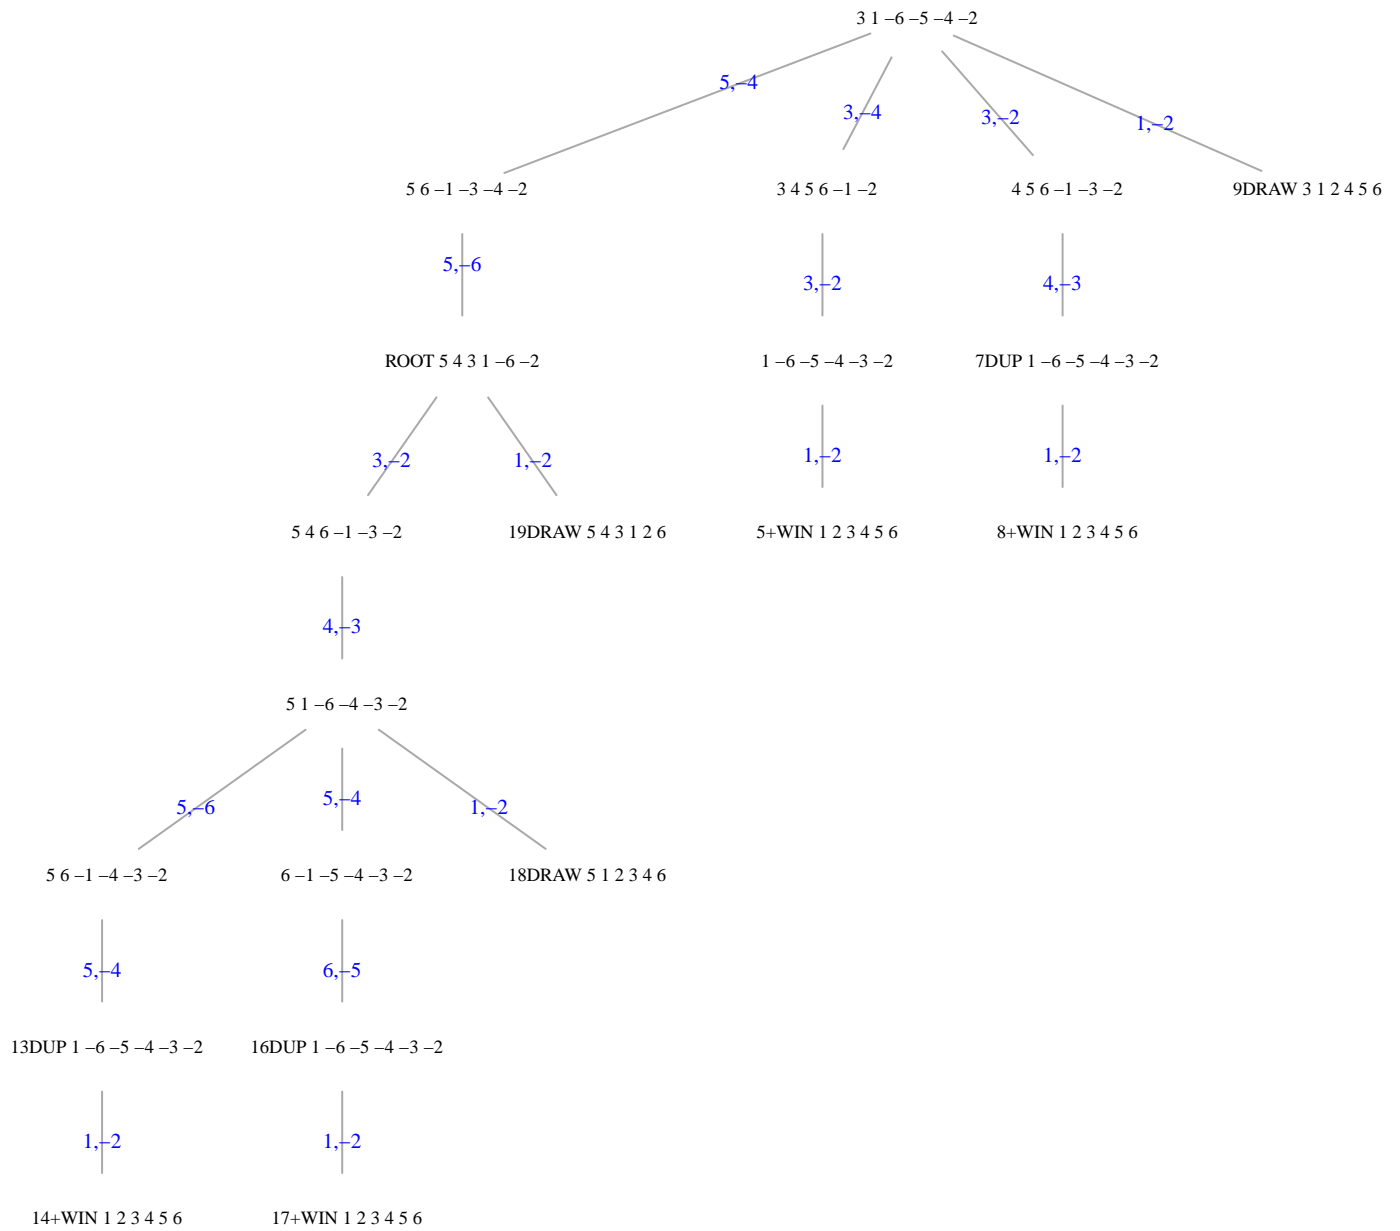 3 1 –6 –5 –4 –2
5,–4
3,–4
3,–2
1,–2
5 6 –1 –3 –4 –2
3 4 5 6 –1 –2
4 5 6 –1 –3 –2
9DRAW 3 1 2 4 5 6
5,–6
3,–2
4,–3
ROOT 5 4 3 1 –6 –2
1 –6 –5 –4 –3 –2
7DUP 1 –6 –5 –4 –3 –2
3,–2
1,–2
1,–2
1,–2
5 4 6 –1 –3 –2
19DRAW 5 4 3 1 2 6
5+WIN 1 2 3 4 5 6
8+WIN 1 2 3 4 5 6
4,–3
5 1 –6 –4 –3 –2
5,–6
5,–4
1,–2
5 6 –1 –4 –3 –2
6 –1 –5 –4 –3 –2
18DRAW 5 1 2 3 4 6
5,–4
6,–5
13DUP 1 –6 –5 –4 –3 –2
16DUP 1 –6 –5 –4 –3 –2
1,–2
1,–2
14+WIN 1 2 3 4 5 6
17+WIN 1 2 3 4 5 6